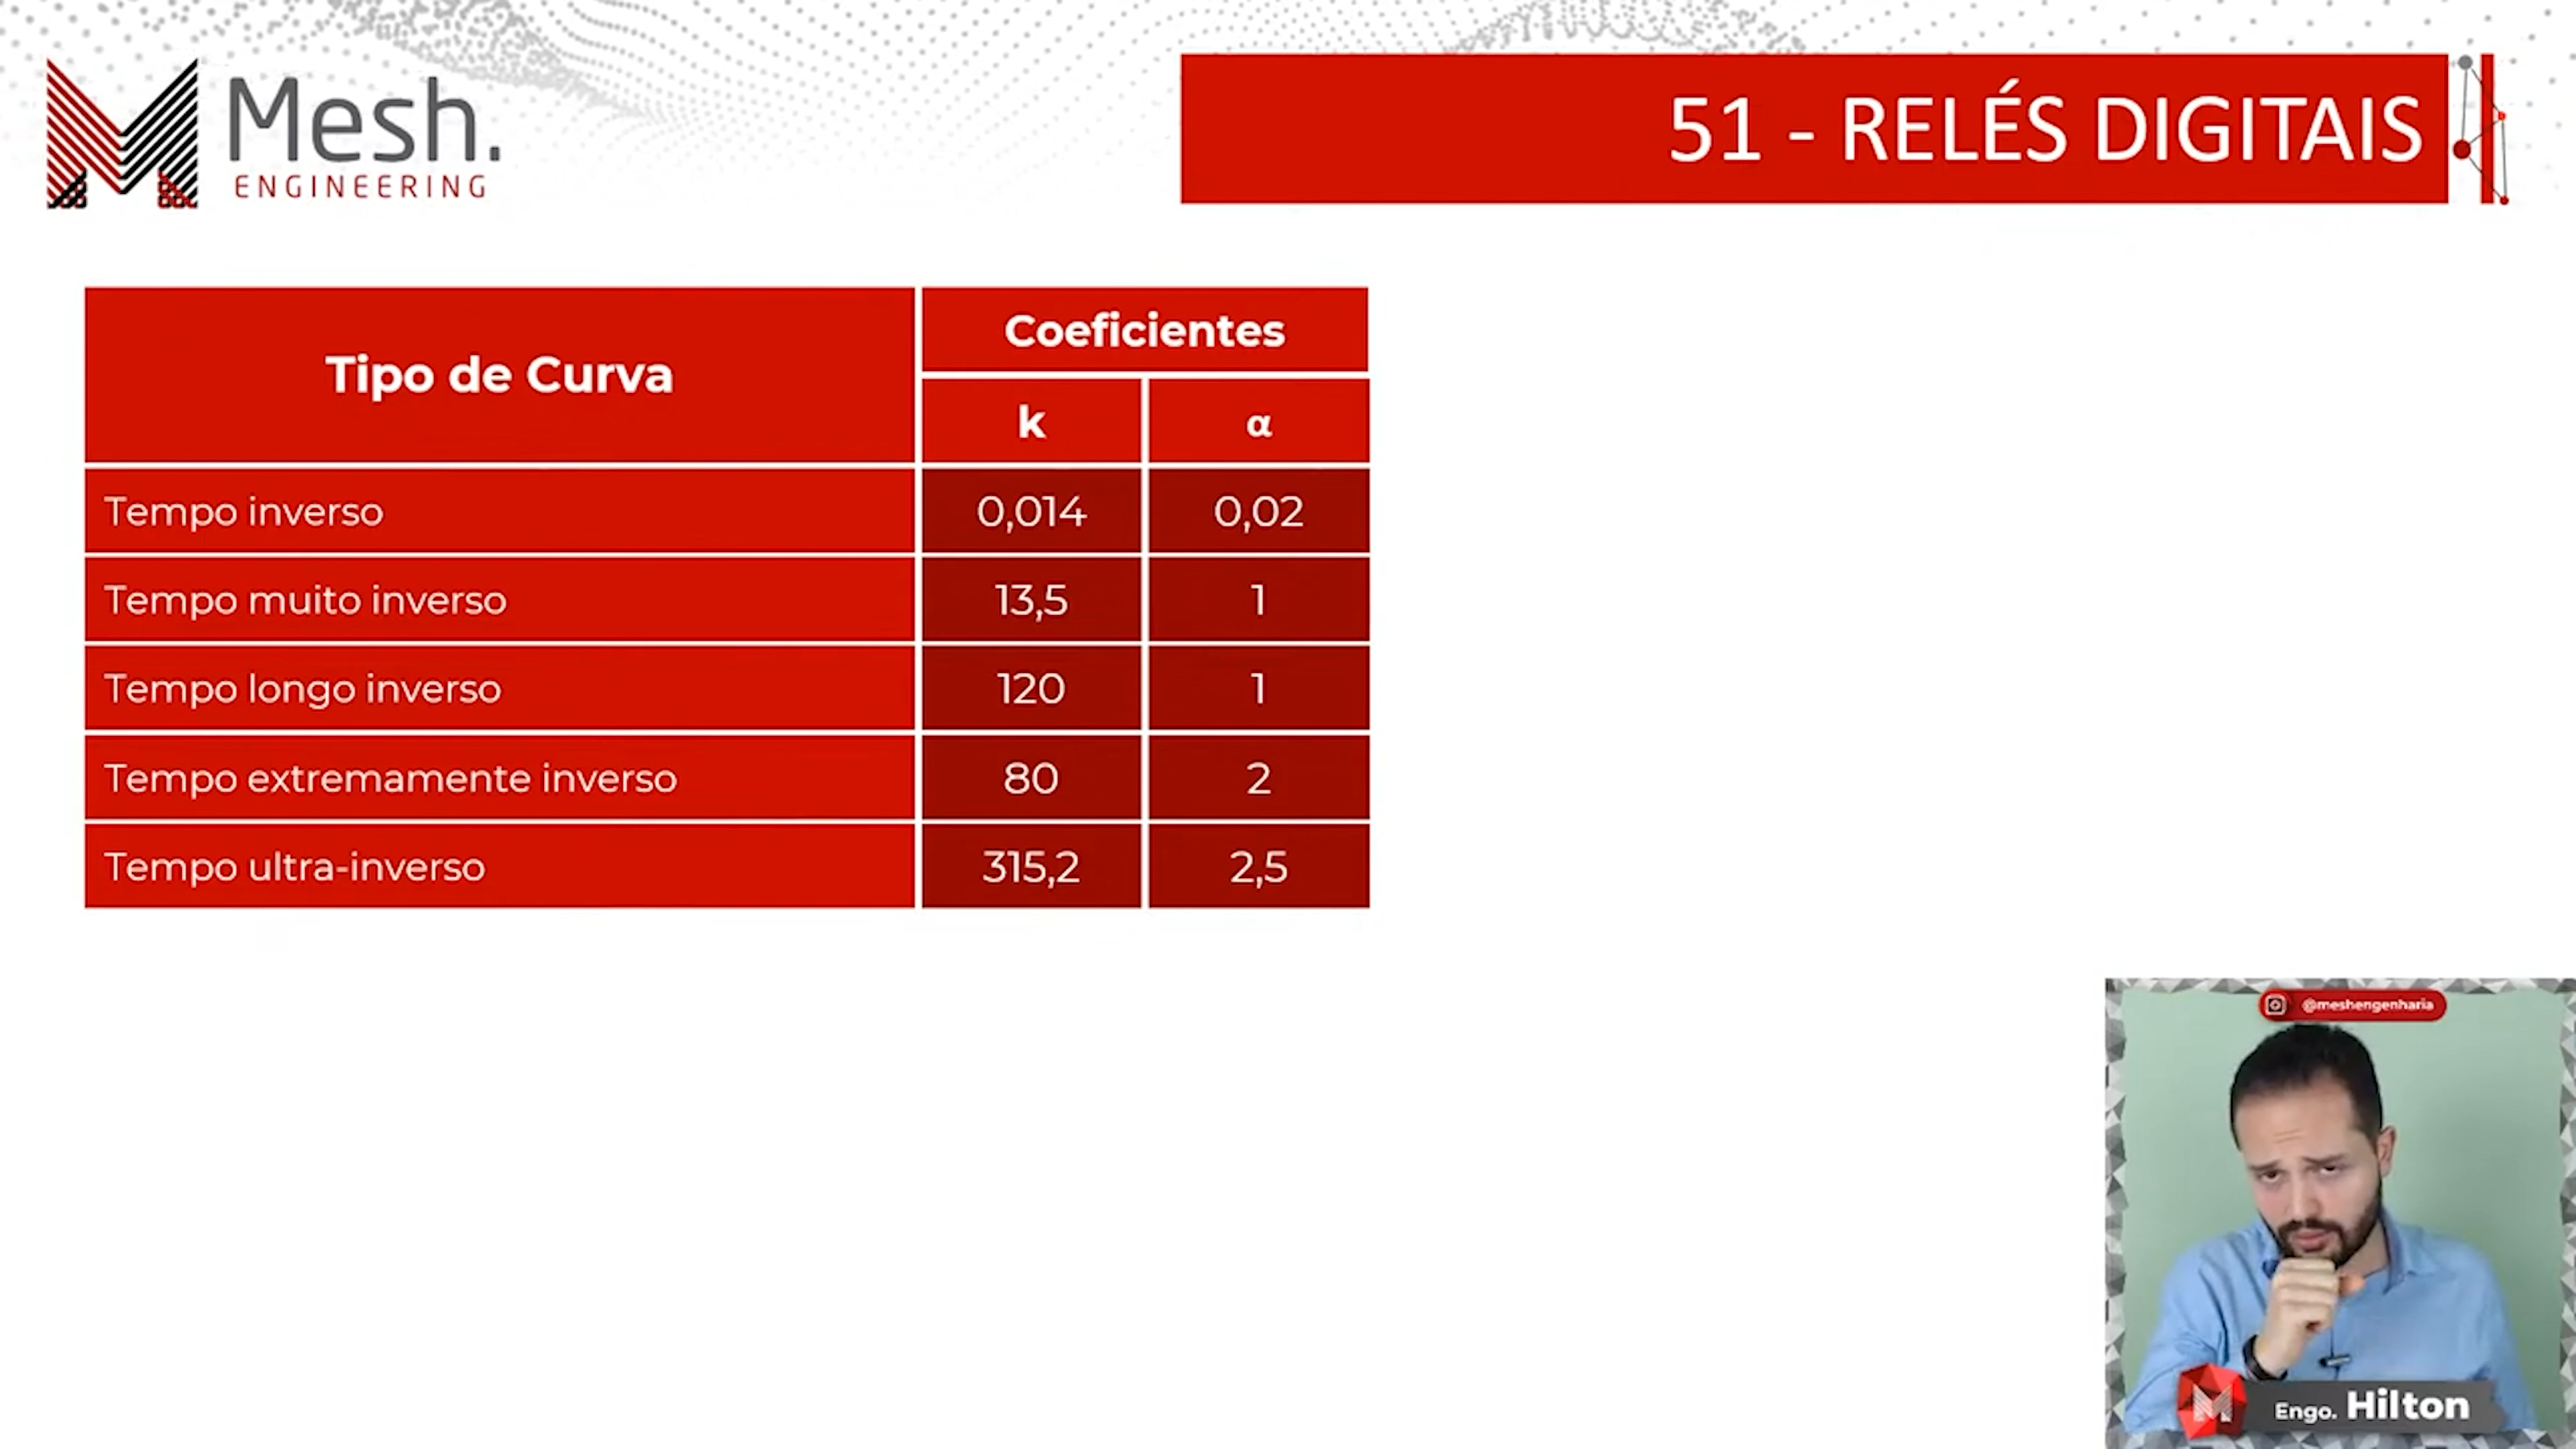 Mesh.
ENGINEERING
51 - RELÉS DIGITAIS
Tipo de Curva
Coeficientes
k
α
Tempo inverso
0,014
0,02
Tempo muito inverso
13,5
1
Tempo longo inverso
120
1
Tempo extremamente inverso
80
2
Tempo ultra-inverso
315,2
2,5
@meshengenharia
Engo. Hilton